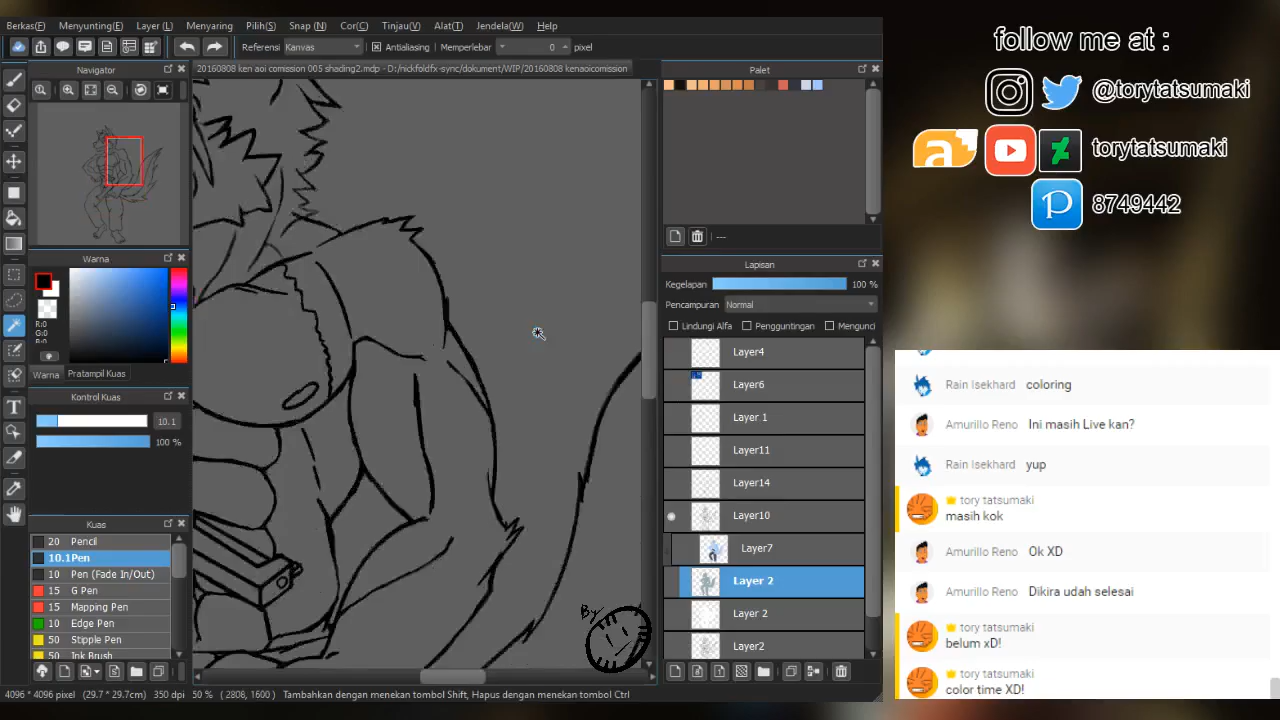 Berkas(F) Menyunting(E) Layer (L) Menyaring Pilih(S) Snap (N) Cor(C) Tinjau(V) Alat(T) Jendela(W) Help
Referensi Kanvas Antialiasing Memperlebar 0 pixel
Navigator
20160808 ken aoi comission 005 shading2.mdp - D:/nickfoldfx-sync/dokument/WIP/20160808 kenaoicomission
Palet
---
Warna
R:0
G:0
B:0
Warna Pratampil Kuas
Kontrol Kuas
10.1
100 %
Kuas
20 Pencil
10.1 Pen
10 Pen (Fade In/Out)
15 G Pen
15 Mapping Pen
10 Edge Pen
50 Stipple Pen
50 Ink Brush
Lapisan
Kegelapan 100 %
Pencampuran Normal
Lindungi Alfa Pengguntingan Mengunci
Layer4
Layer6
Layer 1
Layer11
Layer14
Layer10
Layer7
Layer 2
Layer 2
Layer2
By
4096 * 4096 pixel (29.7 * 29.7cm) 350 dpi 50 % ( 2808, 1600 ) Tambahkan dengan menekan tombol Shift, Hapus dengan menekan tombol Ctrl
follow me at :
@torytatsumaki
a torytatsumaki
P 8749442
Rain Isekhard coloring
Amurillo Reno Ini masih Live kan?
Rain Isekhard yup
tory tatsumaki
masih kok
Amurillo Reno Ok XD
Amurillo Reno Dikira udah selesai
tory tatsumaki
belum xD!
tory tatsumaki
color time XD!